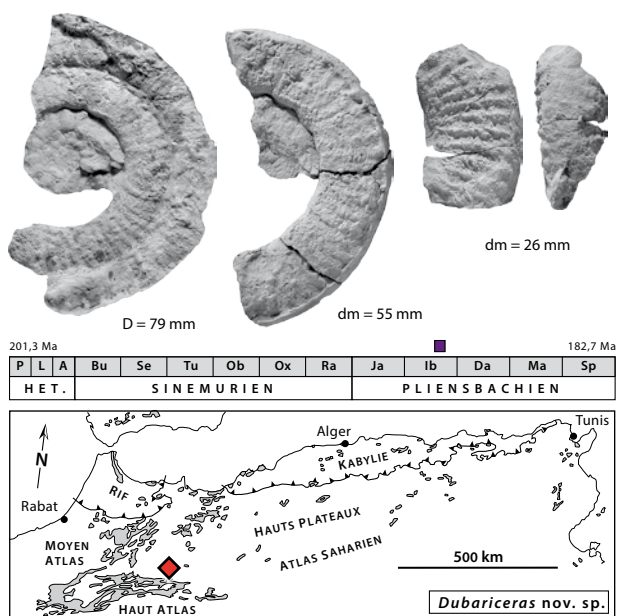 D = 79 mm
dm = 55 mm
dm = 26 mm
201,3 Ma
182,7 Ma
P L A Bu Se Tu Ob Ox Ra Ja Ib Da Ma Sp
HET. SINEMURIEN PLIENSBACHIEN
Tunis
Alger
KABYLIE
N
RIF
Rabat
HAUTS PLATEAUX
MOYEN
ATLAS
ATLAS SAHARIEN
500 km
HAUT ATLAS
Dubariceras nov. sp.